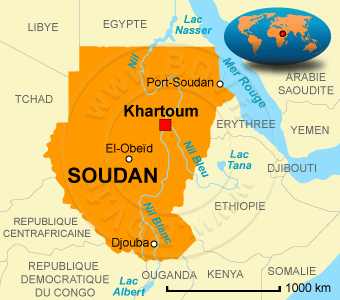 LIBYE
EGYPTE
Lac
Nasser
Nil
Port-Soudan
Mer Rouge
ARABIE
SAOUDITE
TCHAD
Khartoum
ERYTHREE
YEMEN
El-Obeïd
Nil Bleu
Lac
Tana
SOUDAN
DJIBOUTI
Nil Blanc
ETHIOPIE
REPUBLIQUE
CENTRAFRICAINE
Djouba
REPUBLIQUE
DEMOCRATIQUE
DU CONGO
Lac
Albert
OUGANDA
KENYA
SOMALIE
1000 km